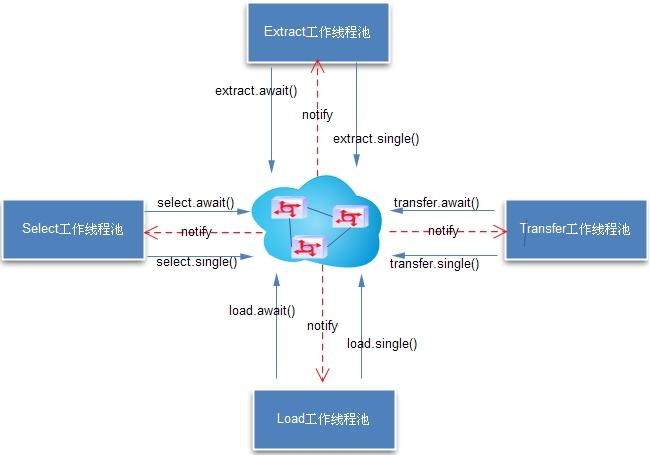 Extract工作线程池
extract.await()
notify
extract.single()
select.await()
transfer.await()
Select工作线程池
notify
notify
Transfer工作线程池
select.single()
transfer.single()
load.await()
notify
load.single()
Load工作线程池